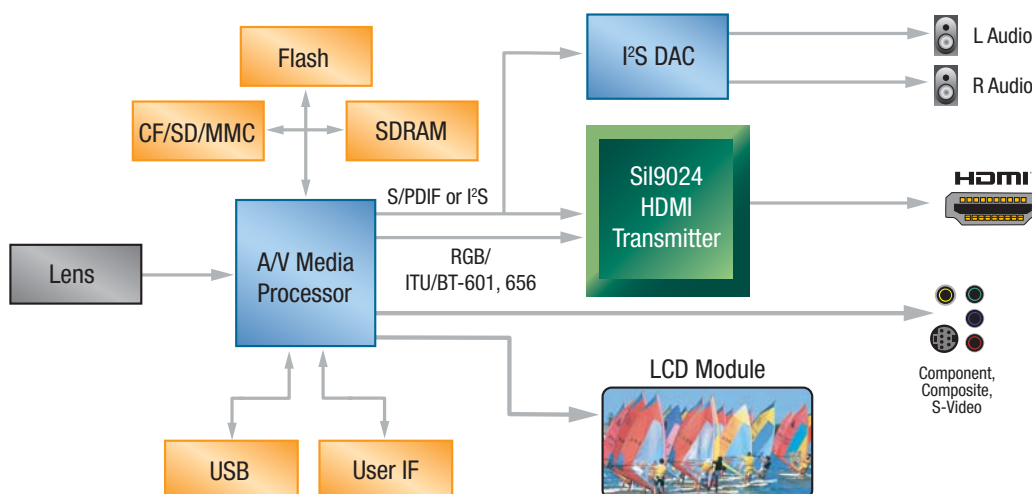 Flash
CF/SD/MMC
SDRAM
I²S DAC
L Audio
R Audio
S/PDIF or I²S
SiI9024
HDMI
Transmitter
HDMI
Lens
A/V Media
Processor
RGB/
ITU/BT-601, 656
LCD Module
Component,
Composite,
S-Video
USB
User IF